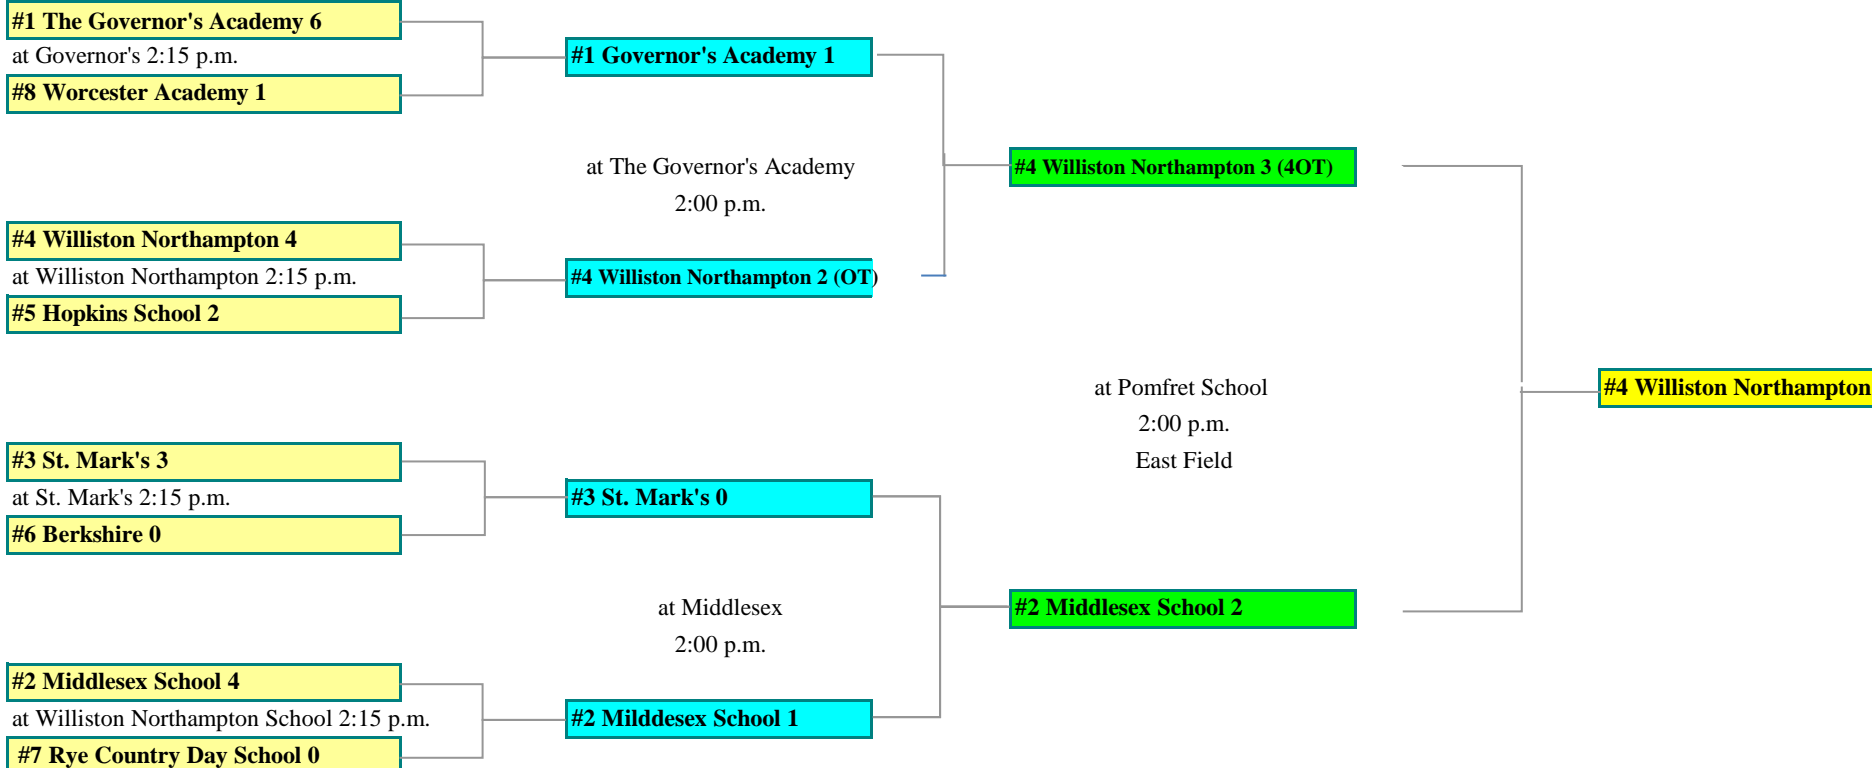 #1 The Governor's Academy 6
at Governor's 2:15 p.m.
#8 Worcester Academy 1
#1 Governor's Academy 1
at The Governor's Academy
2:00 p.m.
#4 Williston Northampton 4
at Williston Northampton 2:15 p.m.
#5 Hopkins School 2
#4 Williston Northampton 2 (OT)
#4 Williston Northampton 3 (4OT)
#3 St. Mark's 3
at St. Mark's 2:15 p.m.
#6 Berkshire 0
#3 St. Mark's 0
at Middlesex
2:00 p.m.
#2 Middlesex School 4
at Williston Northampton School 2:15 p.m.
#7 Rye Country Day School 0
#2 Milddesex School 1
#2 Middlesex School 2
at Pomfret School
2:00 p.m.
East Field
#4 Williston Northampton